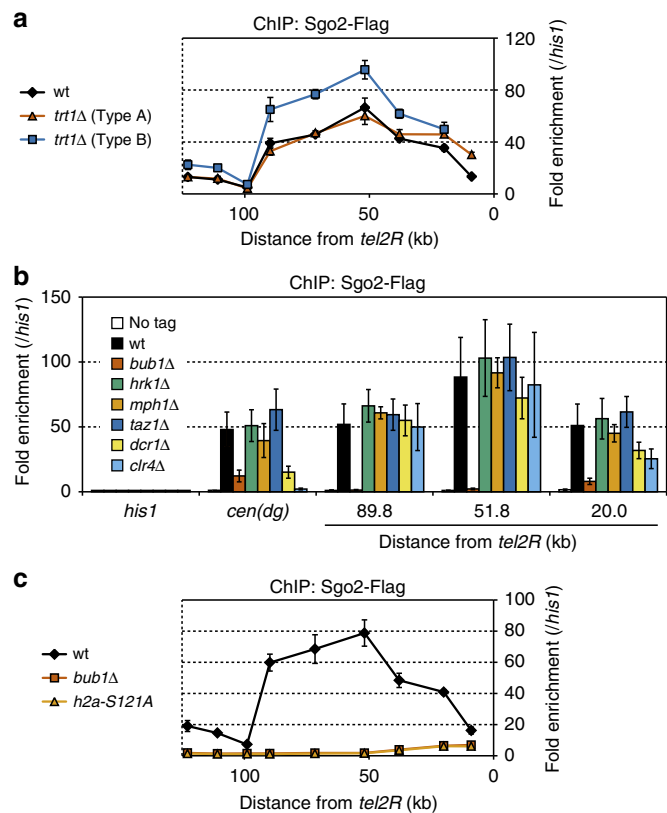 a
ChIP: Sgo2-Flag
wt
trt1Δ (Type A)
trt1Δ (Type B)
120
80
40
0
Fold enrichment (/his1)
100
50
0
Distance from tel2R (kb)
b
ChIP: Sgo2-Flag
Fold enrichment (/his1)
150
100
50
0
No tag
wt
bub1Δ
hrk1Δ
mph1Δ
taz1Δ
dcr1Δ
clr4Δ
his1
cen(dg)
89.8
51.8
20.0
Distance from tel2R (kb)
c
ChIP: Sgo2-Flag
wt
bub1Δ
h2a-S121A
100
80
60
40
20
0
Fold enrichment (/his1)
100
50
0
Distance from tel2R (kb)